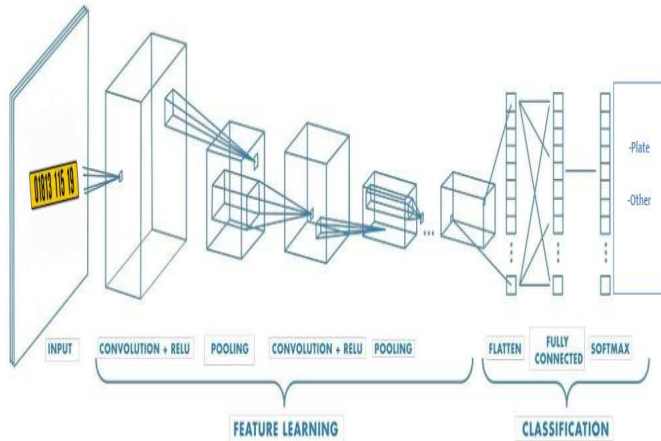 01813 115 19
-Plate
-Other
INPUT
CONVOLUTION + RELU
POOLING
CONVOLUTION + RELU
POOLING
FLATTEN
FULLY
CONNECTED
SOFTMAX
FEATURE LEARNING
CLASSIFICATION